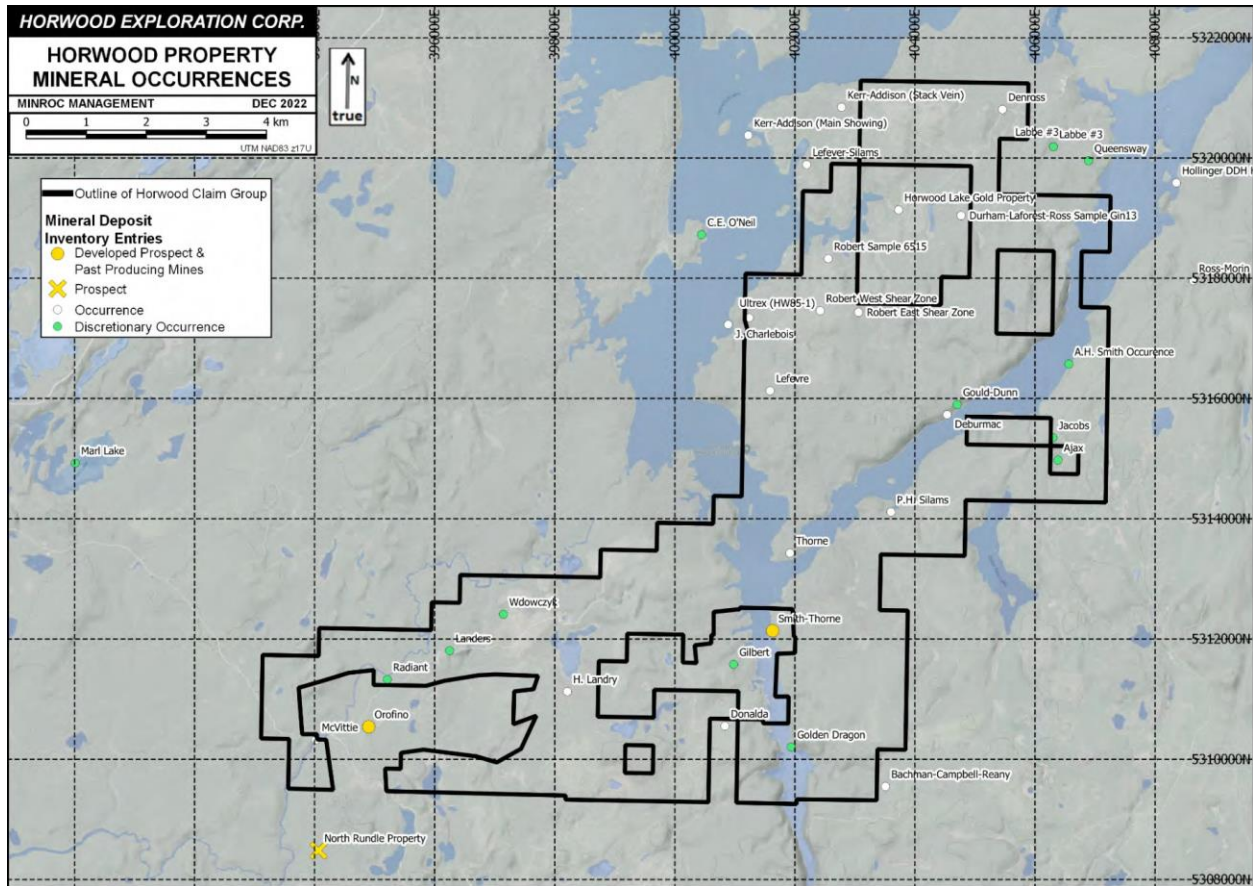 HORWOOD EXPLORATION CORP.
HORWOOD PROPERTY
MINERAL OCCURRENCES
MINROC MANAGEMENT DEC 2022
0 1 2 3 4 km
UTM NAD83 z17U
N
true
Outline of Horwood Claim Group
Mineral Deposit
Inventory Entries
Developed Prospect &
Past Producing Mines
Prospect
Occurrence
Discretionary Occurrence
5322000N
Kerr-Addison (Stack Vein)
Denross
Kerr-Addison (Main Showing)
Labbe #3 Labbe #3
Queensway
5320000N
Lefever-Silams
Hollinger DDH
Horwood Lake Gold Property
Durham-Laforest-Ross Sample Gin13
C.E. O'Neil
Robert Sample 6515
5318000N
Ross-Morin
Ultrex (HW85-1)
Robert West Shear Zone
Robert East Shear Zone
J. Charlebois
A.H. Smith Occurence
Lefevre
5316000N
Gould-Dunn
Deburmac
Jacobs
Ajax
Marl Lake
P.H. Silams
5314000N
Thorne
Wdowczyk
Smith-Thorne
5312000N
Landers
Gilbert
Radiant
H. Landry
Orofino
McVittie
Donalda
Golden Dragon
5310000N
Bachman-Campbell-Reany
North Rundle Property
5308000N